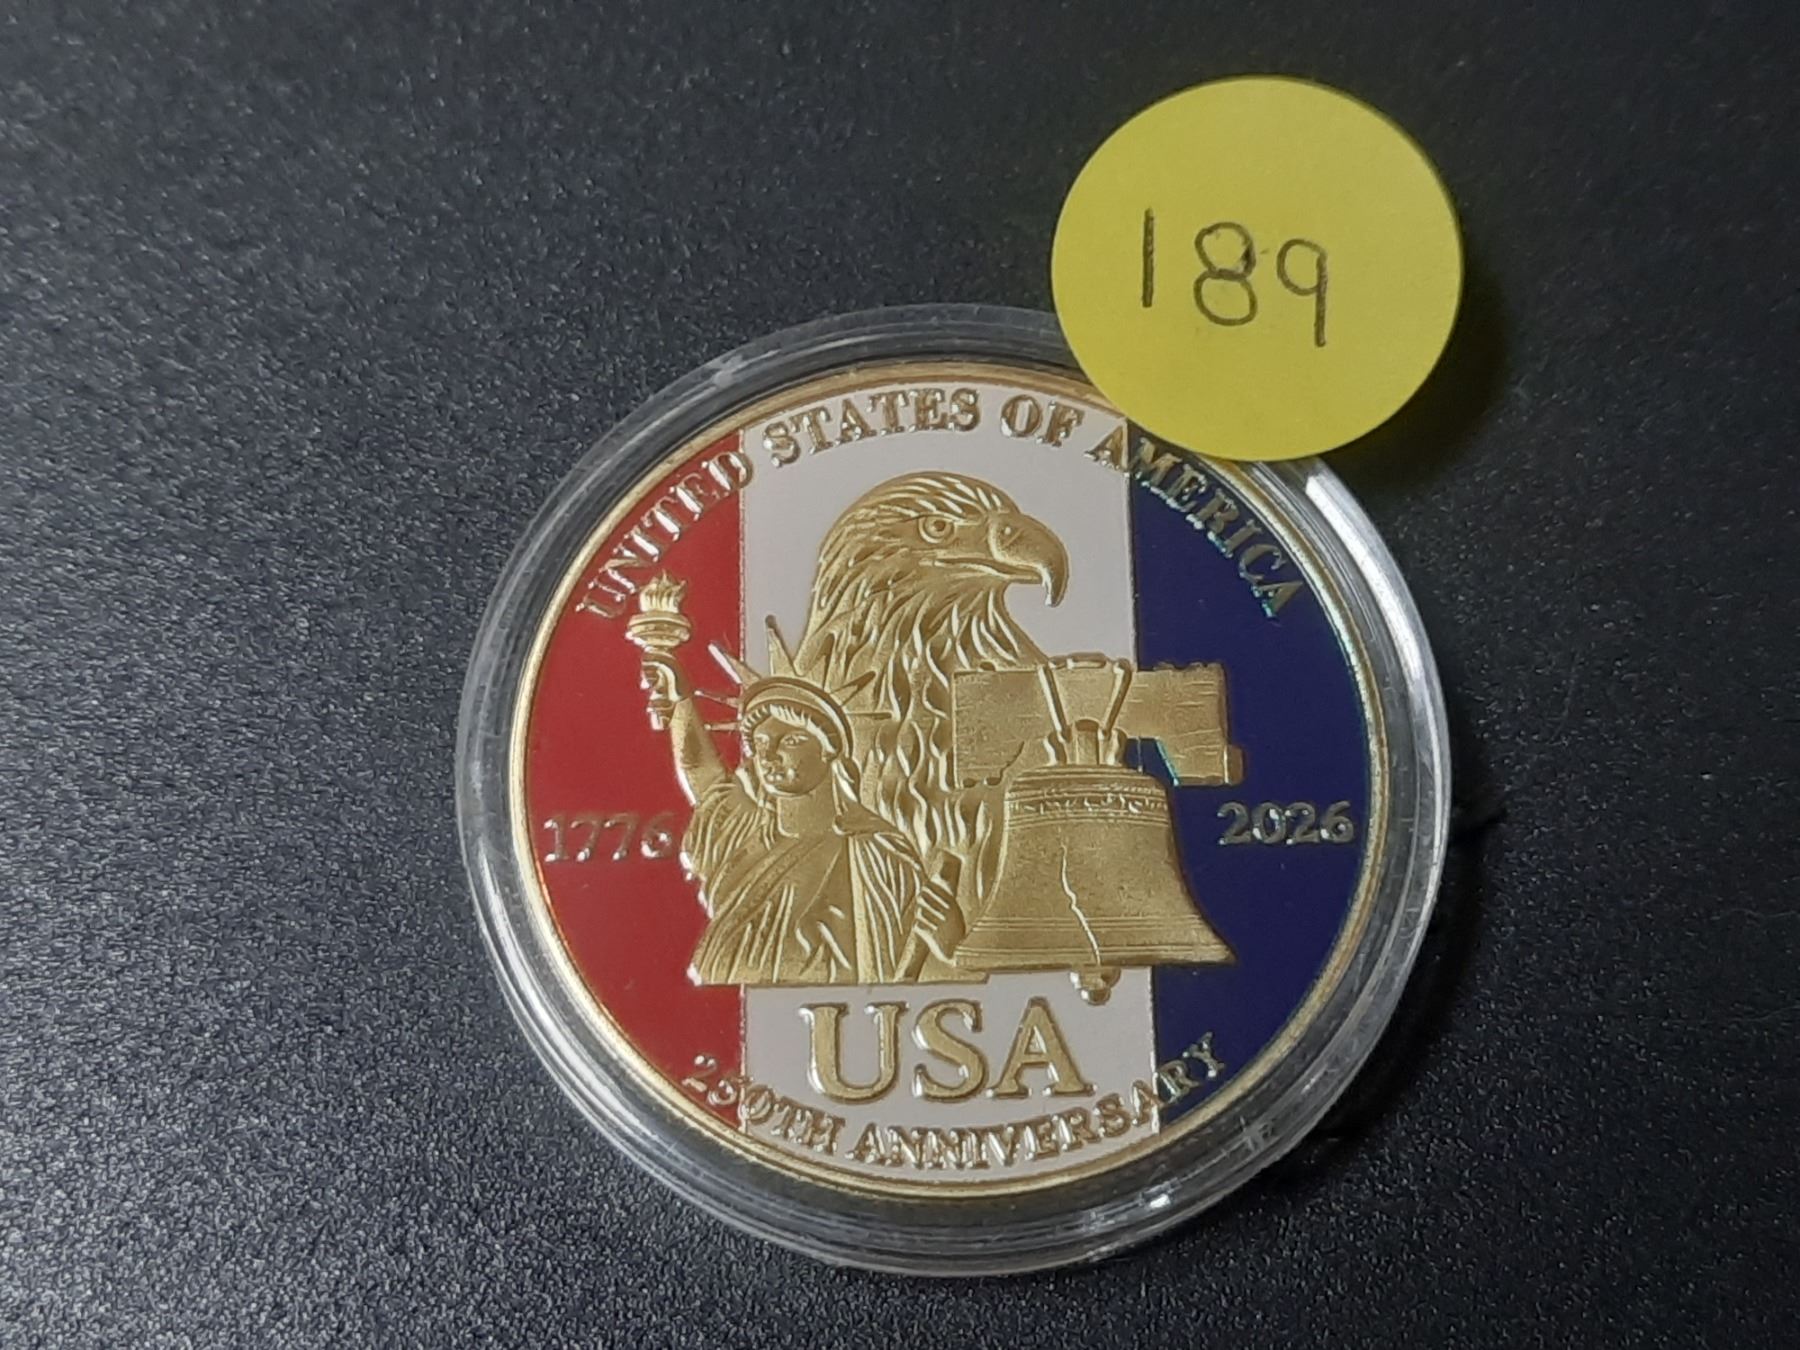 189
UNITED STATES OF AMERICA
1776
2026
USA
250TH ANNIVERSARY